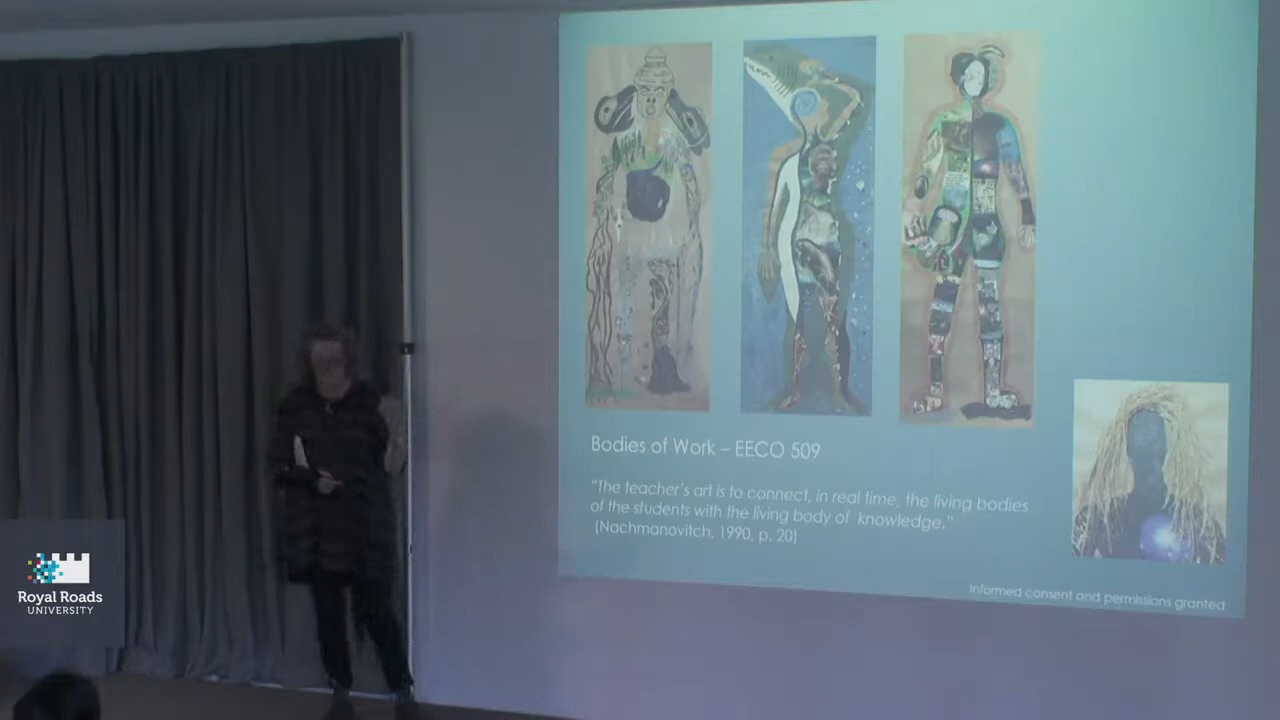 Bodies of Work – EECO 509
“The teacher’s art is to connect, in real time, the living bodies
of the students with the living body of knowledge.”
(Nachmanovitch, 1990, p. 20)
Informed consent and permissions granted
Royal Roads
UNIVERSITY